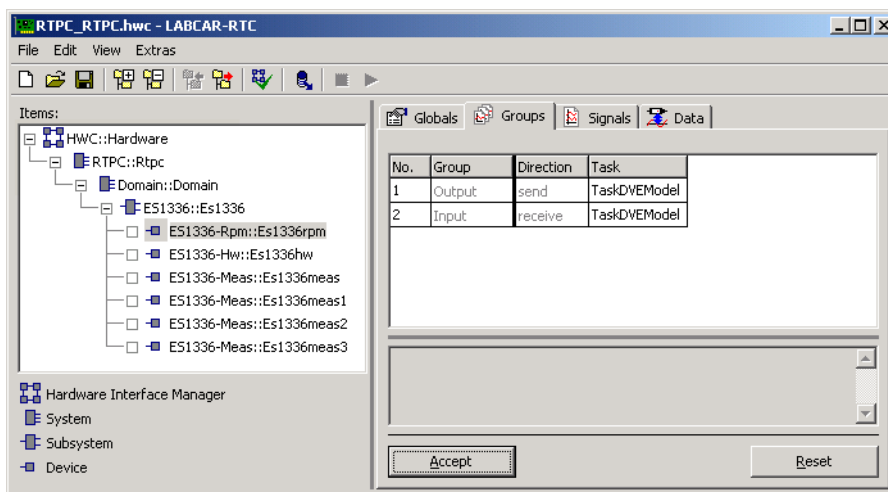 RTPC_RTPC.hwc - LABCAR-RTC
File Edit View Extras
Items:
HWC::Hardware
RTPC::Rtpc
Domain::Domain
ES1336::Es1336
ES1336-Rpm::Es1336rpm
ES1336-Hw::Es1336hw
ES1336-Meas::Es1336meas
ES1336-Meas::Es1336meas1
ES1336-Meas::Es1336meas2
ES1336-Meas::Es1336meas3
Hardware Interface Manager
System
Subsystem
Device
Globals Groups Signals Data
No. Group Direction Task
1 Output send TaskDVEModel
2 Input receive TaskDVEModel
Accept Reset